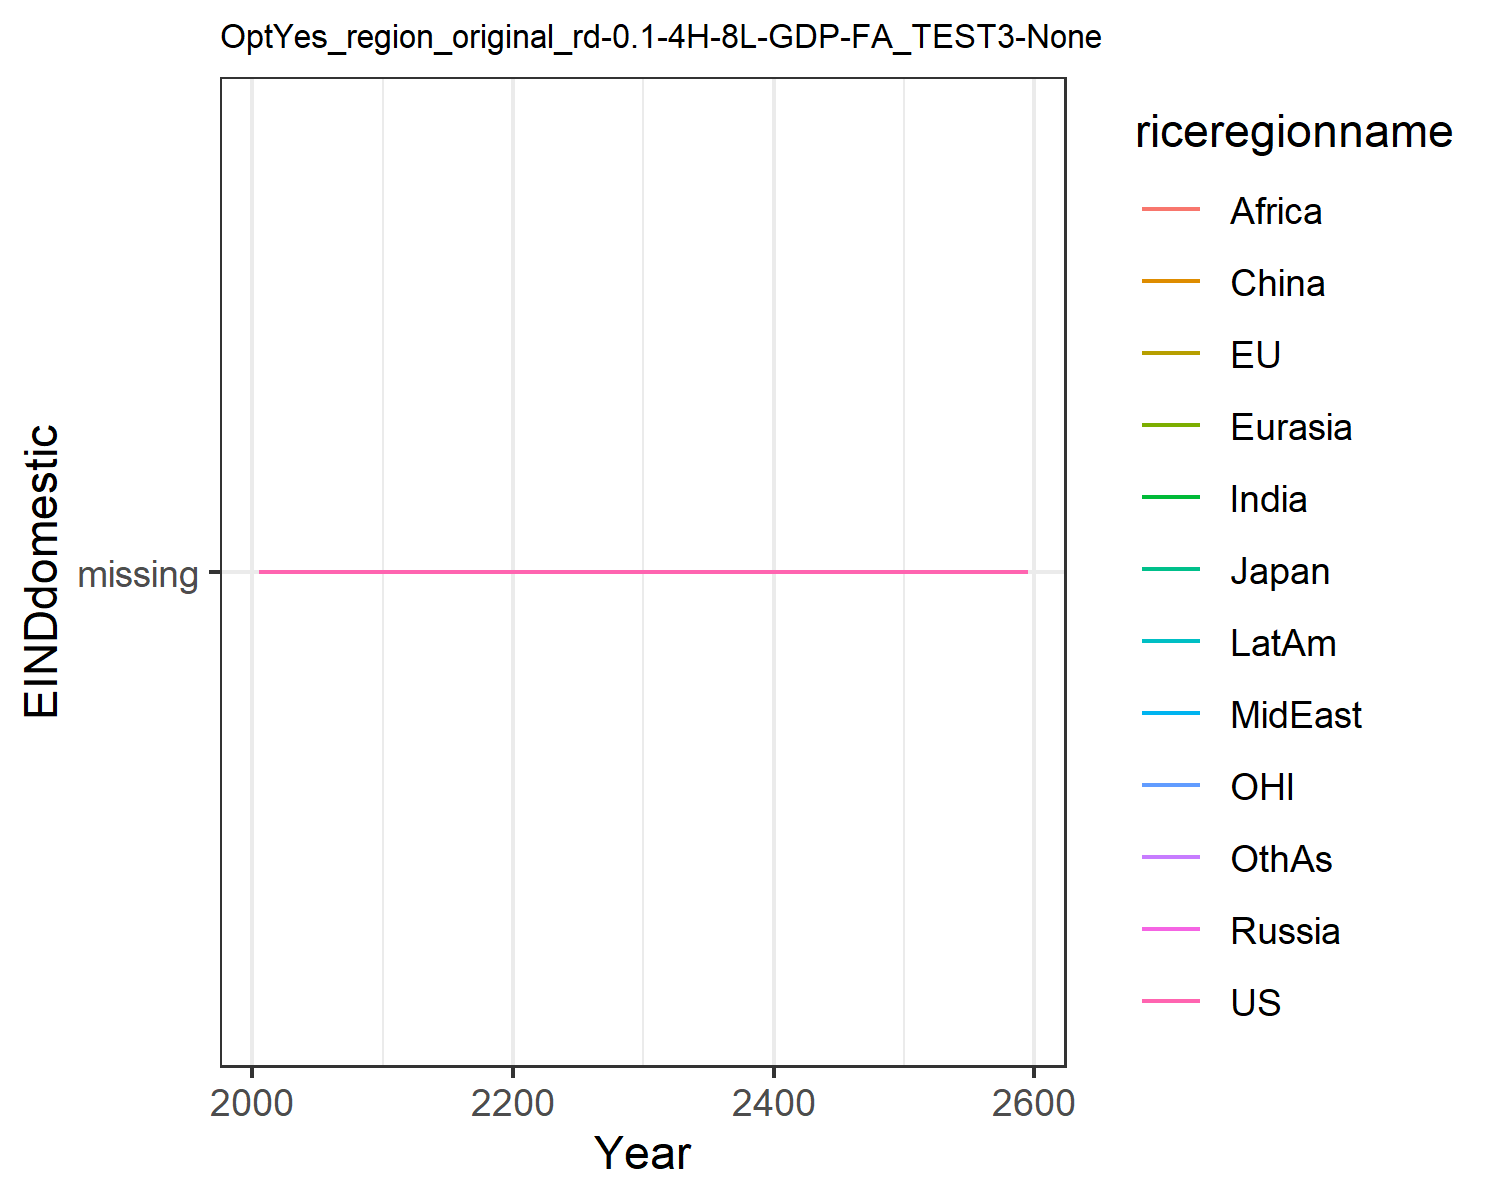 OptYes_region_original_rd-0.1-4H-8L-GDP-FA_TEST3-None
EINDdomestic
missing
2000
2200
2400
2600
Year
riceregionname
Africa
China
EU
Eurasia
India
Japan
LatAm
MidEast
OHI
OthAs
Russia
US